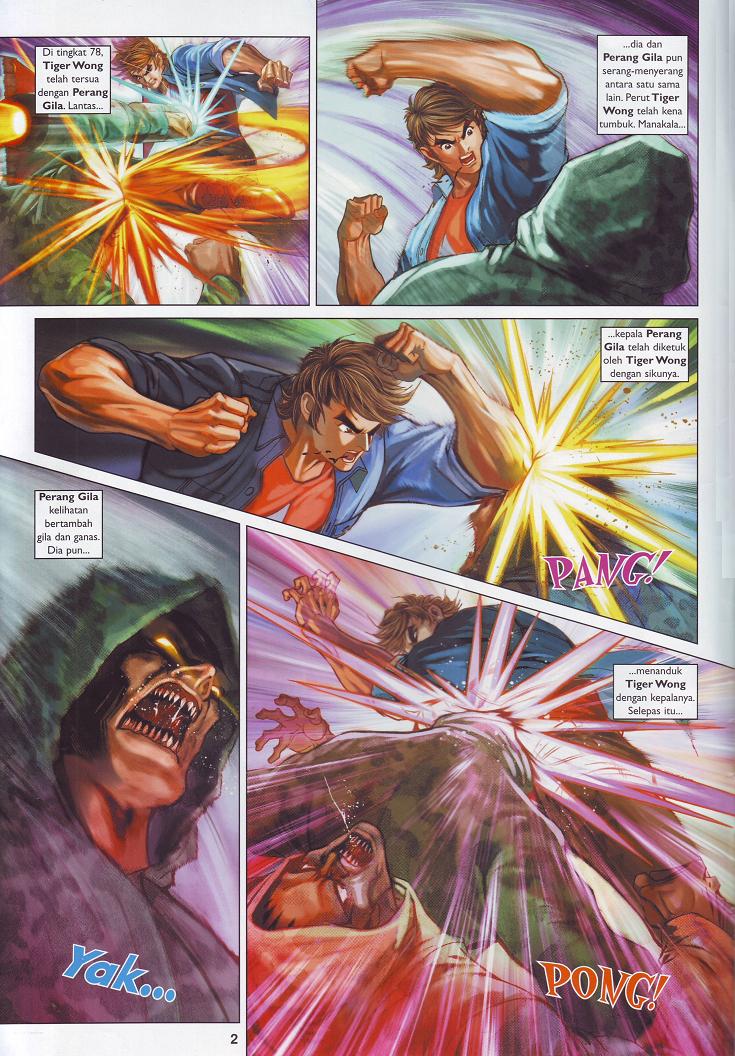 Di tingkat 78,
Tiger Wong
telah tersua
dengan Perang
Gila. Lantas...
...dia dan
Perang Gila pun
serang-menyerang
antara satu sama
lain. Perut Tiger
Wong telah kena
tumbuk. Manakala...
...kepala Perang
Gila telah diketuk
oleh Tiger Wong
dengan sikunya.
PANG!
Perang Gila
kelihatan
bertambah
gila dan ganas.
Dia pun...
Yak...
...menanduk
Tiger Wong
dengan kepalanya.
Selepas itu...
PONG!
2